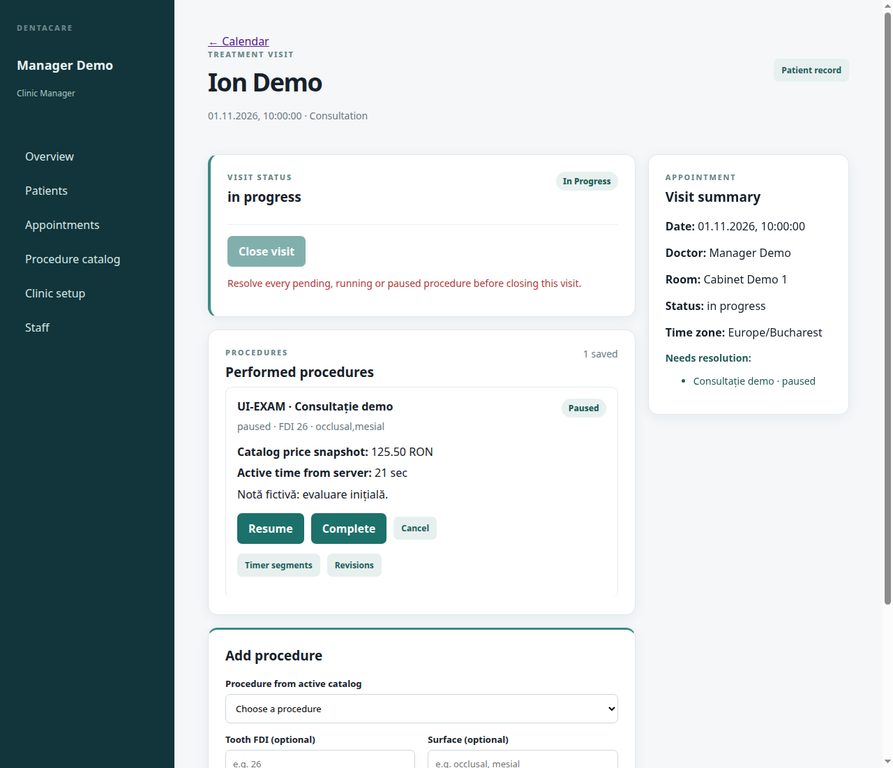 DENTACARE
Manager Demo
Clinic Manager
Overview
Patients
Appointments
Procedure catalog
Clinic setup
Staff
← Calendar
TREATMENT VISIT
Ion Demo
01.11.2026, 10:00:00 · Consultation
Patient record
VISIT STATUS
in progress
In Progress
Close visit
Resolve every pending, running or paused procedure before closing this visit.
PROCEDURES
1 saved
Performed procedures
UI-EXAM · Consultație demo
Paused
paused · FDI 26 · occlusal,mesial
Catalog price snapshot: 125.50 RON
Active time from server: 21 sec
Notă fictivă: evaluare inițială.
Resume
Complete
Cancel
Timer segments
Revisions
Add procedure
Procedure from active catalog
Choose a procedure
Tooth FDI (optional)
Surface (optional)
e.g. 26
e.g. occlusal, mesial
APPOINTMENT
Visit summary
Date: 01.11.2026, 10:00:00
Doctor: Manager Demo
Room: Cabinet Demo 1
Status: in progress
Time zone: Europe/Bucharest
Needs resolution:
• Consultație demo · paused